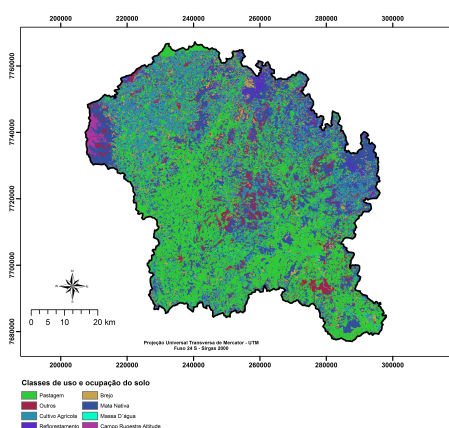 200000 220000 240000 260000 280000 300000
7760000
7740000
7720000
7700000
7680000
0 5 10 20 km
Projeção Universal Transversa de Mercator - UTM
Fuso 24 S - Sirgas 2000
200000 220000 240000 260000 280000 300000
Classes de uso e ocupação do solo
Pastagem Brejo
Outros Mata Nativa
Cultivo Agrícola Massa D'água
Reflorestamento Campo Rupestre Altitude